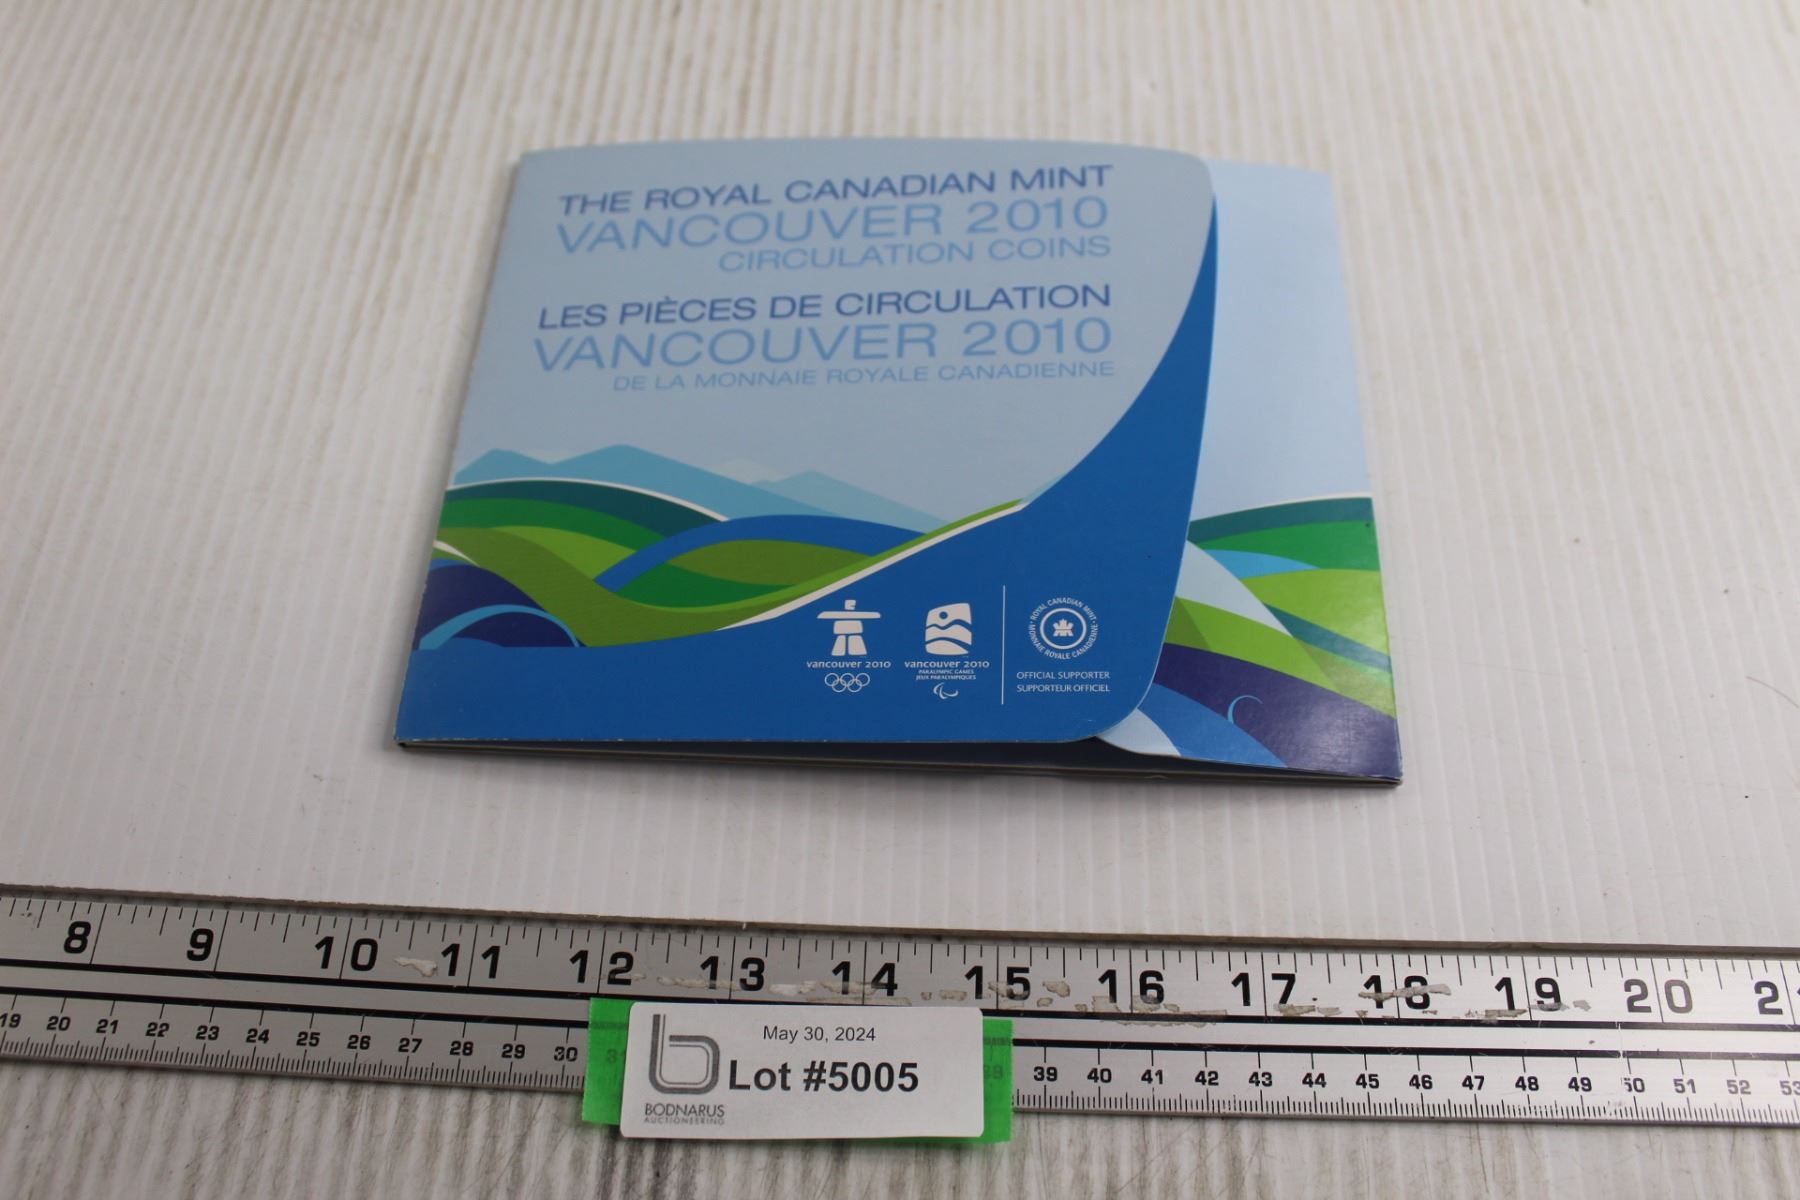 THE ROYAL CANADIAN MINT
VANCOUVER 2010
CIRCULATION COINS
LES PIÈCES DE CIRCULATION
VANCOUVER 2010
DE LA MONNAIE ROYALE CANADIENNE
vancouver 2010
vancouver 2010
PARALYMPIC GAMES
JEUX PARALYMPIQUES
ROYAL CANADIAN MINT • MONNAIE ROYALE CANADIENNE •
OFFICIAL SUPPORTER
SUPPORTEUR OFFICIEL
8 9 10 11 12 13 14 15 16 17 18 19 20 2
19 20 21 22 23 24 25 26 27 28 29 30 39 40 41 42 43 44 45 46 47 48 49 50 51 52 53
May 30, 2024
Lot #5005
BODNARUS
AUCTIONEERING